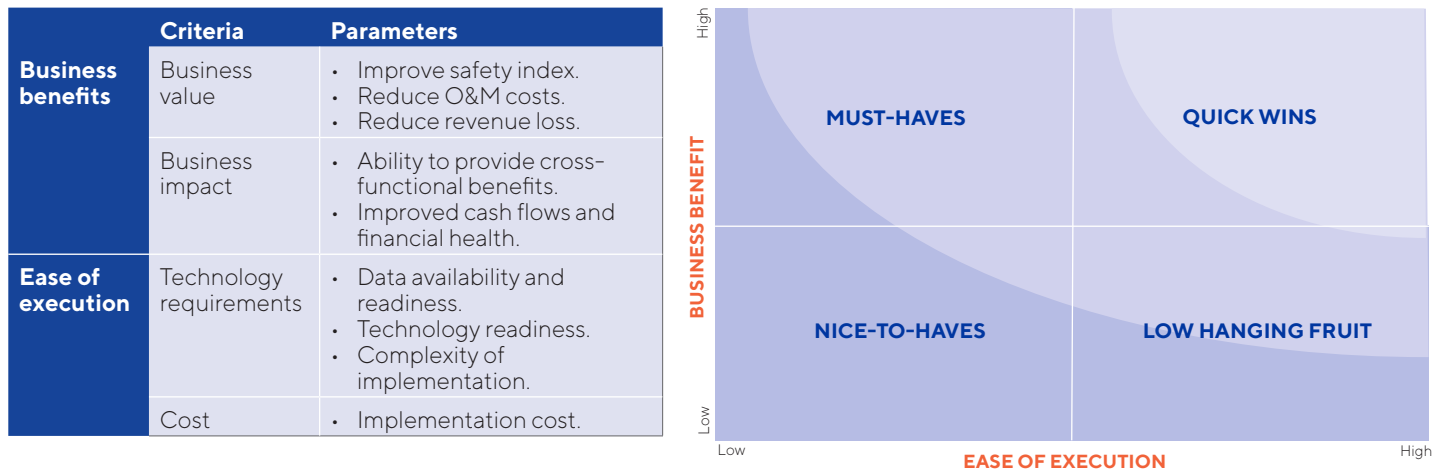 Criteria Parameters
Business
benefits
Business
value
• Improve safety index.
• Reduce O&M costs.
• Reduce revenue loss.
Business
impact
• Ability to provide cross-
functional benefits.
• Improved cash flows and
financial health.
Ease of
execution
Technology
requirements
• Data availability and
readiness.
• Technology readiness.
• Complexity of
implementation.
Cost
• Implementation cost.
High
BUSINESS BENEFIT
Low
MUST-HAVES
QUICK WINS
NICE-TO-HAVES
LOW HANGING FRUIT
Low
High
EASE OF EXECUTION